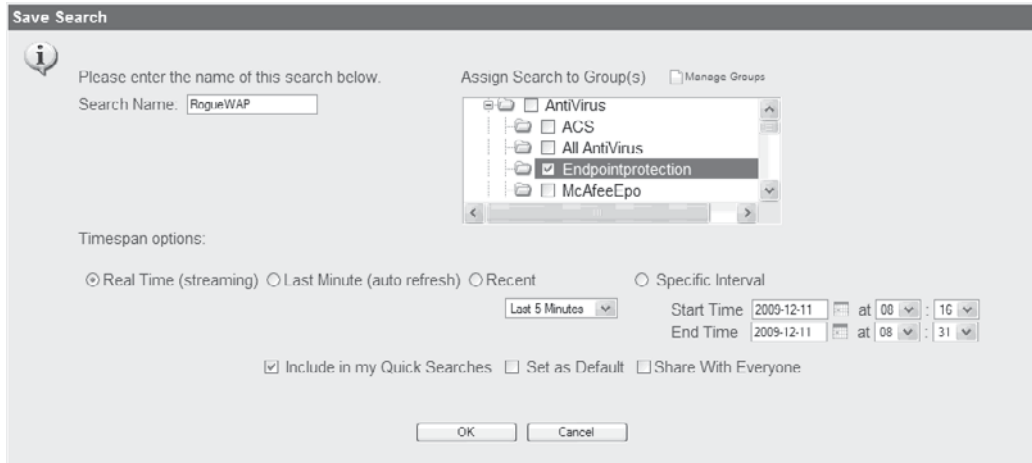 Save Search
Please enter the name of this search below.
Search Name. RogueWAP
Assign Search to Group(s) Manage Groups
AntiVirus
ACS
All AntiVirus
Endpointprotection
McAfeeEpo
Timespan options:
Real Time (streaming) Last Minute (auto refresh) Recent Specific Interval
Last 5 Minutes
Start Time 2009-12-11 at 08 : 16
End Time 2009-12-11 at 08 : 31
Include in my Quick Searches Set as Default Share With Everyone
OK Cancel